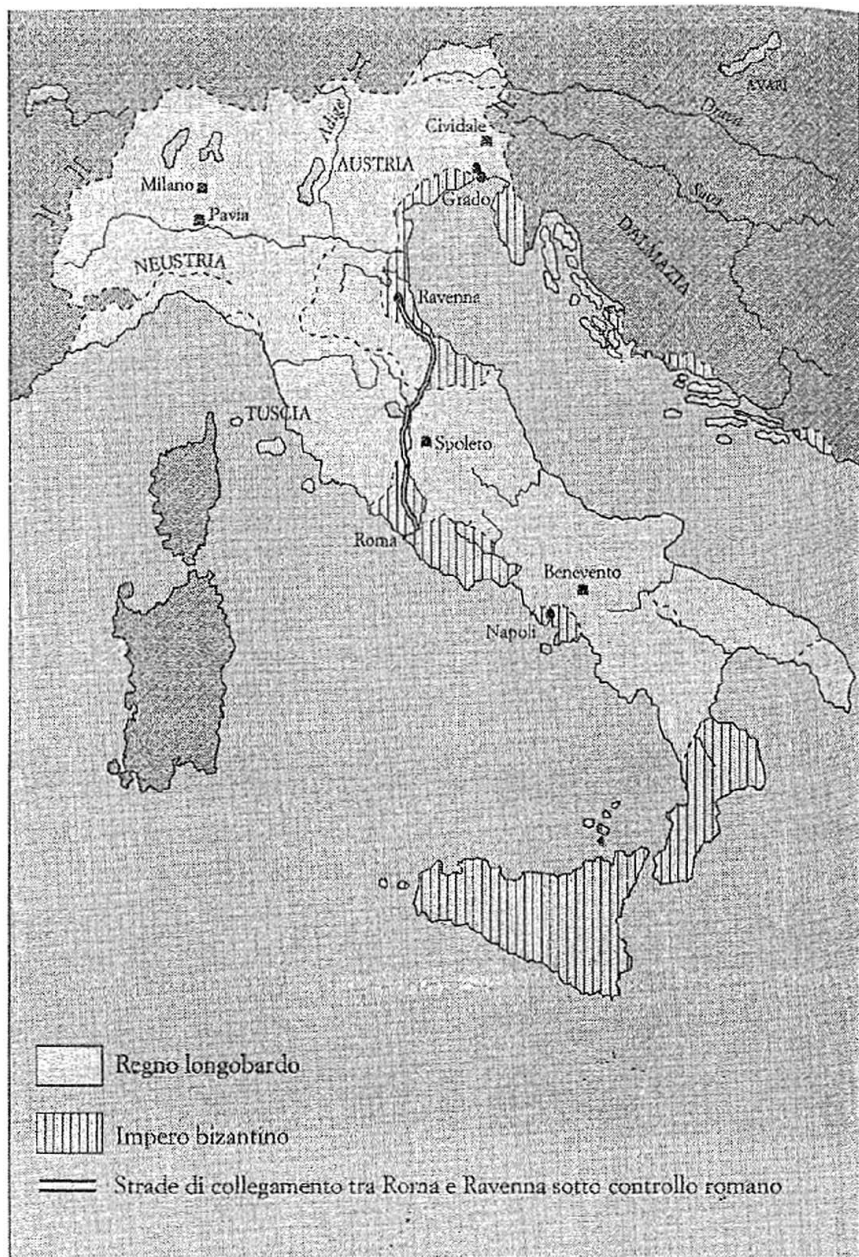 AVARI
Drava
Adige
Cividale
AUSTRIA
Milano
Sava
Grado
Pavia
DALMAZIA
NEUSTRIA
Ravenna
TUSCIA
Spoleto
Roma
Benevento
Napoli
Regno longobardo
Impero bizantino
Strade di collegamento tra Roma e Ravenna sotto controllo romano